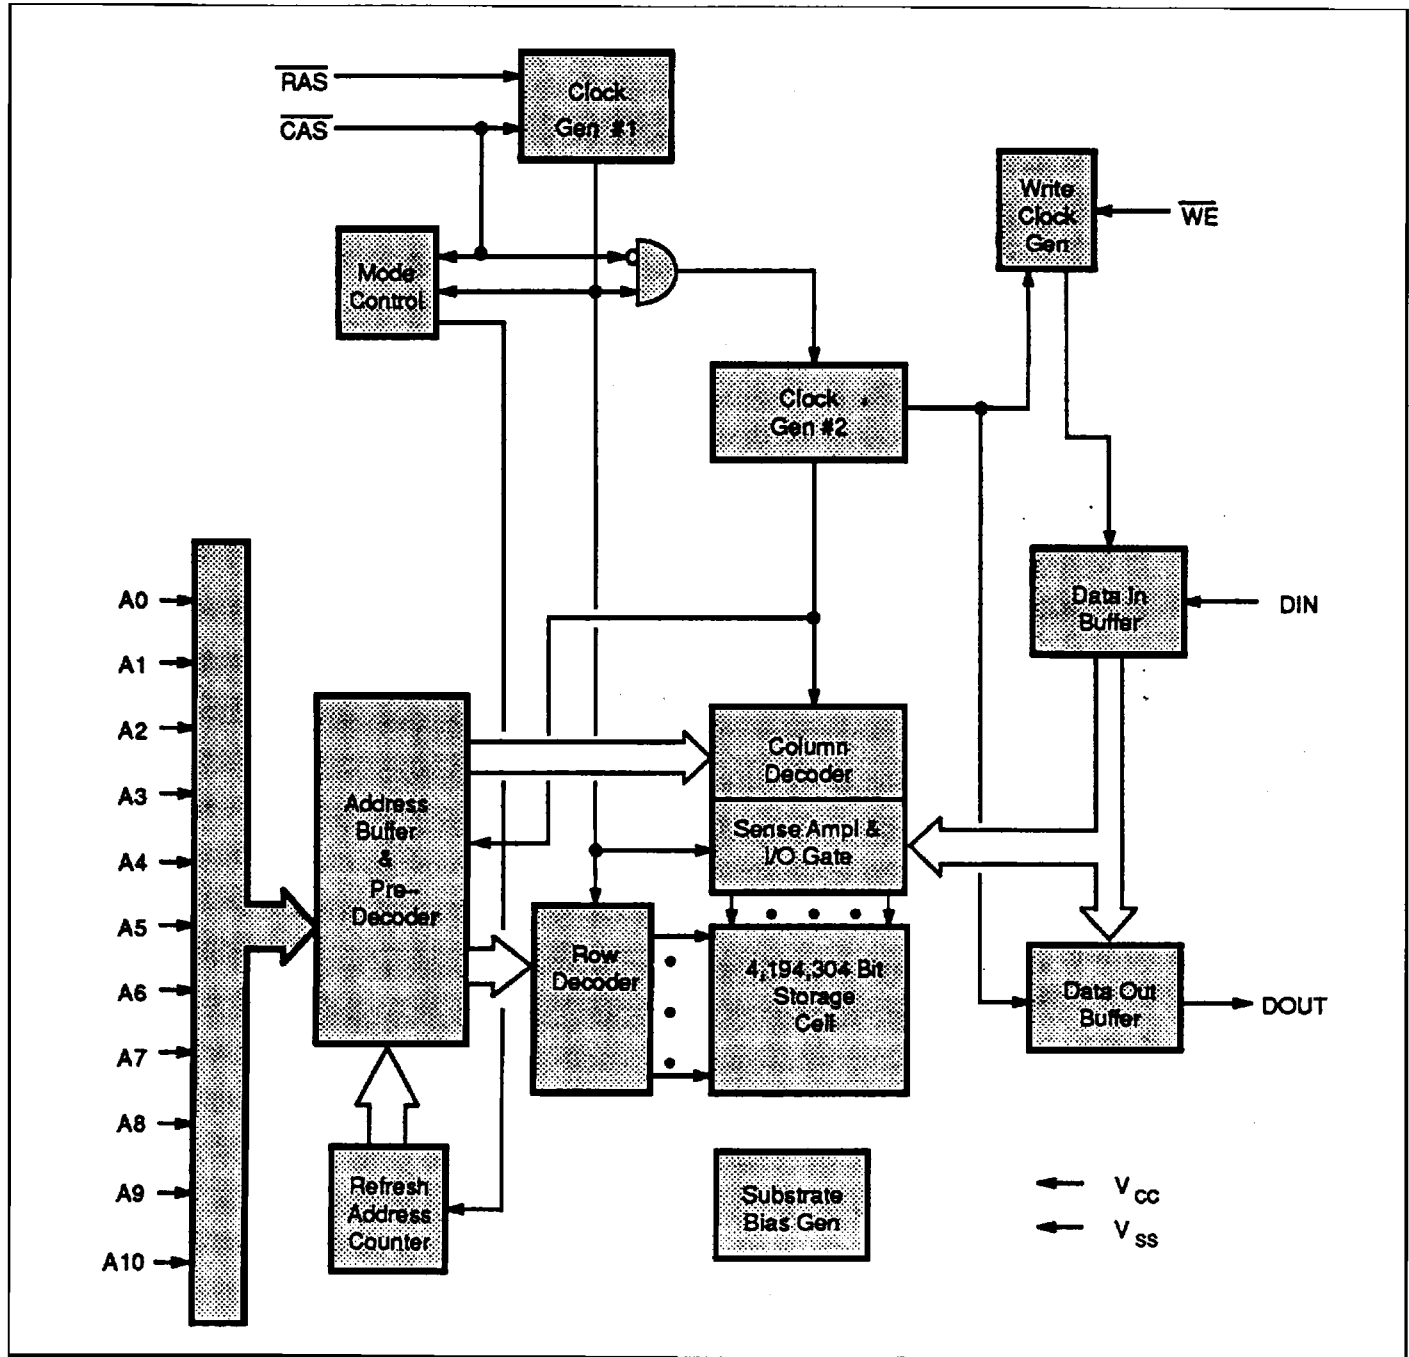 RAS
CAS
Clock
Gen #1
Write
Clock
Gen
WE
Mode
Control
Clock
Gen #2
A0
A1
A2
A3
A4
A5
A6
A7
A8
A9
A10
Address
Buffer
&
Pre-
Decoder
Column
Decoder
Sense Ampl &
I/O Gate
Data In
Buffer
DIN
Row
Decoder
4,194,304 Bit
Storage
Cell
Data Out
Buffer
DOUT
Refresh
Address
Counter
Substrate
Bias Gen
VCC
VSS